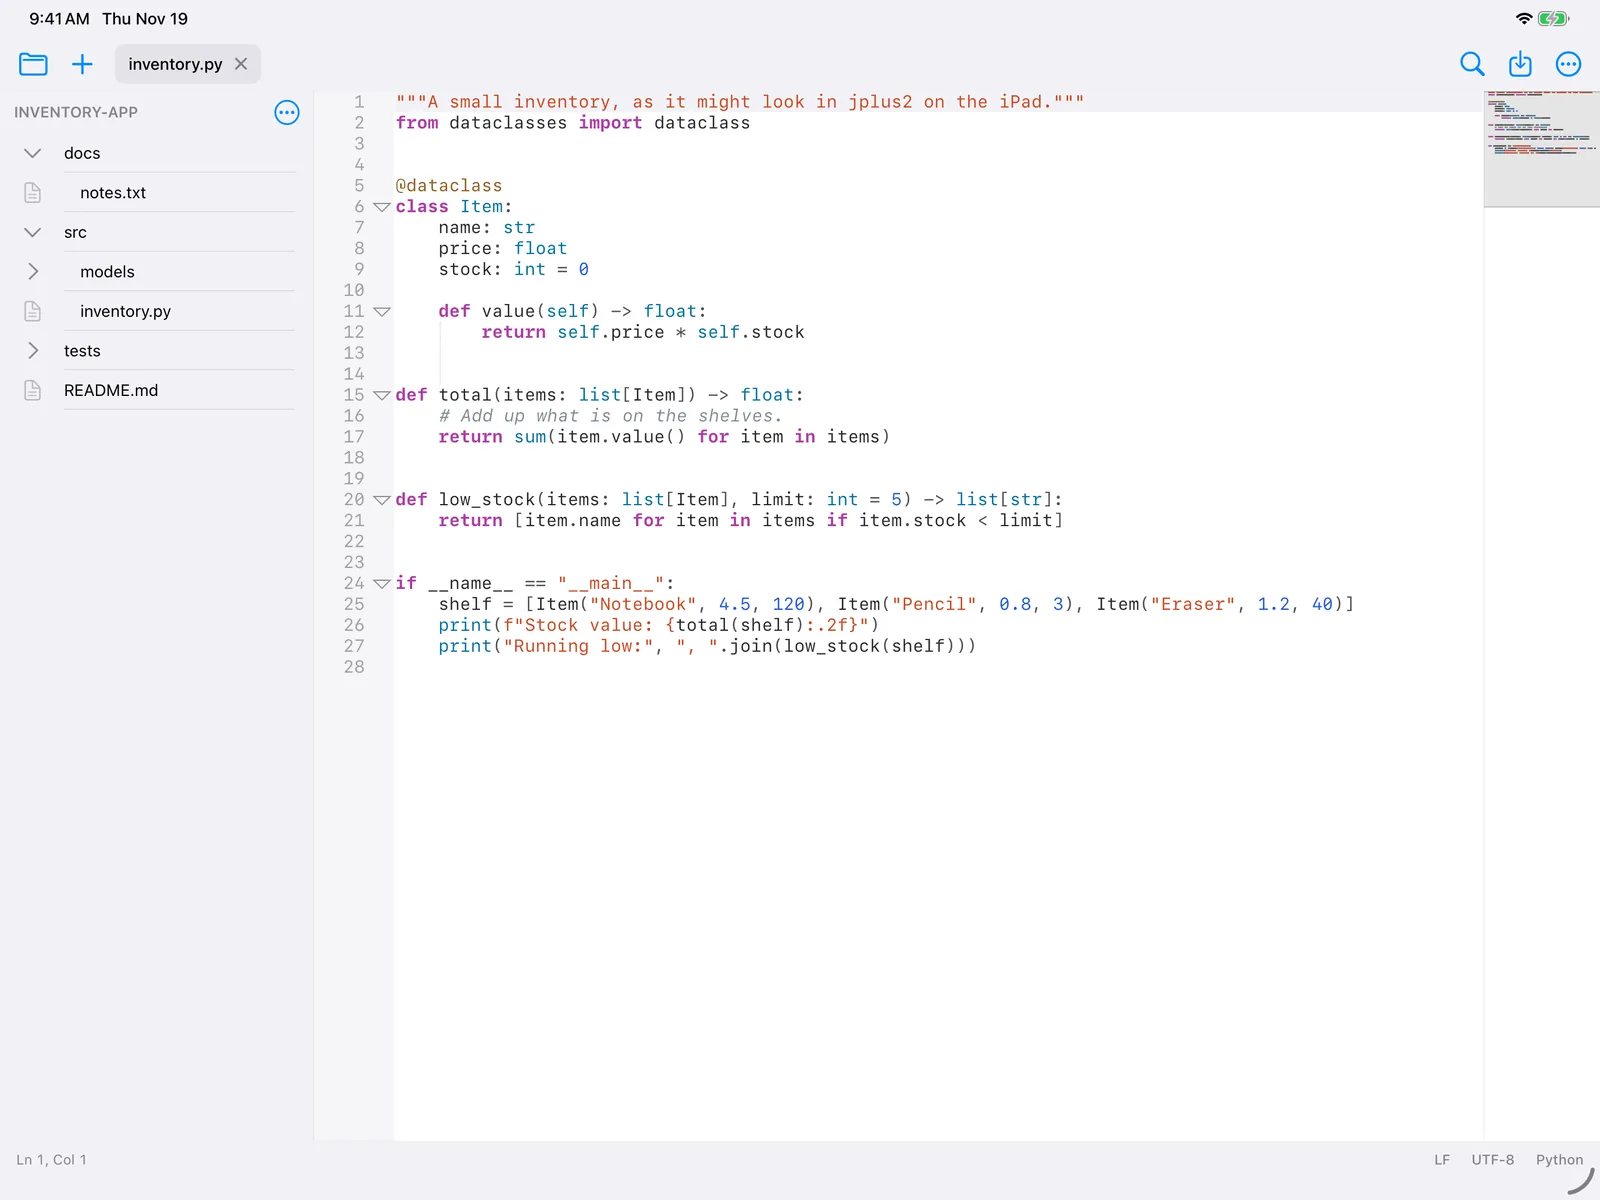 9:41 AM Thu Nov 19
inventory.py
INVENTORY-APP
docs
notes.txt
src
models
inventory.py
tests
README.md
1 """A small inventory, as it might look in jplus2 on the iPad."""
2 from dataclasses import dataclass
3
4
5 @dataclass
6 class Item:
7     name: str
8     price: float
9     stock: int = 0
10
11     def value(self) -> float:
12         return self.price * self.stock
13
14
15 def total(items: list[Item]) -> float:
16     # Add up what is on the shelves.
17     return sum(item.value() for item in items)
18
19
20 def low_stock(items: list[Item], limit: int = 5) -> list[str]:
21     return [item.name for item in items if item.stock < limit]
22
23
24 if __name__ == "__main__":
25     shelf = [Item("Notebook", 4.5, 120), Item("Pencil", 0.8, 3), Item("Eraser", 1.2, 40)]
26     print(f"Stock value: {total(shelf):.2f}")
27     print("Running low:", ", ".join(low_stock(shelf)))
28
Ln 1, Col 1
LF UTF-8 Python